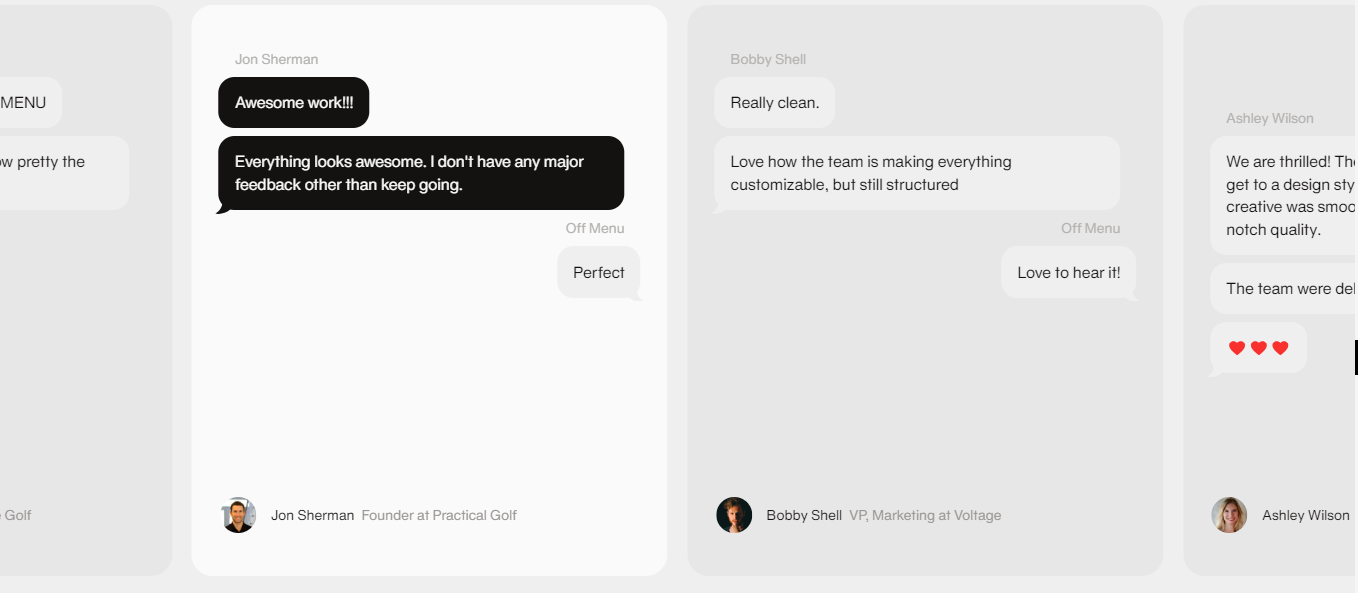 MENU
ow pretty the
Golf
Jon Sherman
Awesome work!!!
Everything looks awesome. I don't have any major
feedback other than keep going.
Off Menu
Perfect
Jon Sherman Founder at Practical Golf
Bobby Shell
Really clean.
Love how the team is making everything
customizable, but still structured
Off Menu
Love to hear it!
Bobby Shell VP, Marketing at Voltage
Ashley Wilson
We are thrilled! The
get to a design sty
creative was smoo
notch quality.
The team were del
Ashley Wilson